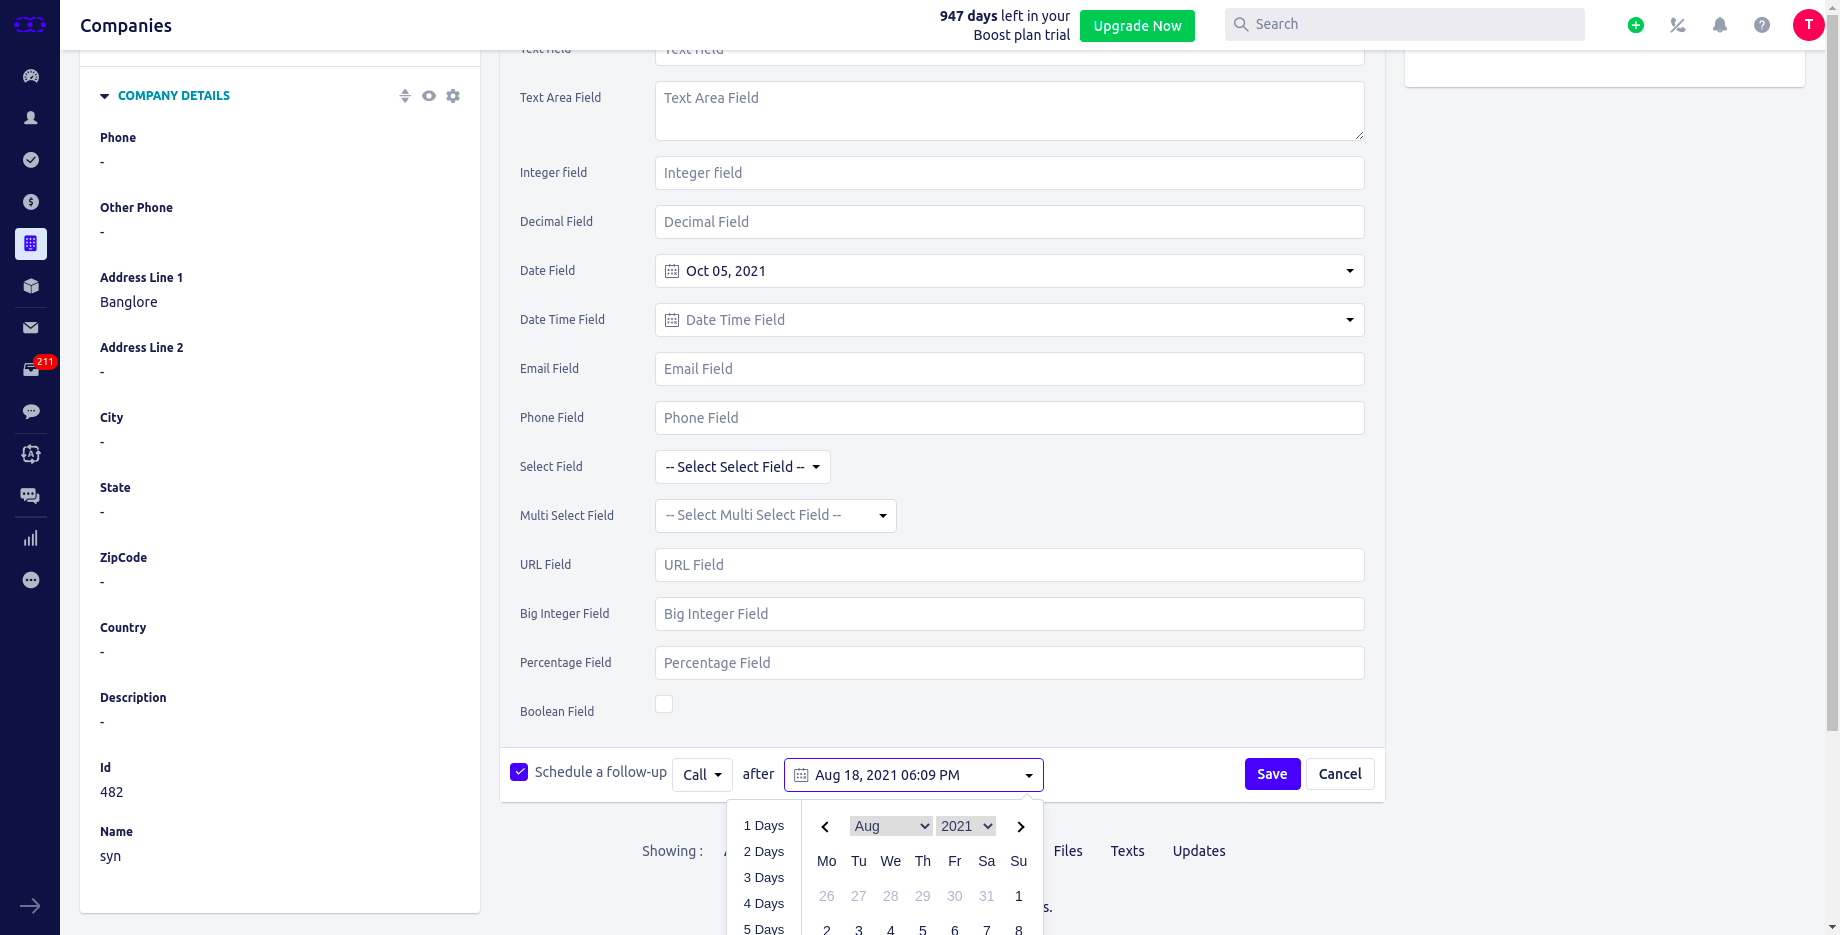 Companies
947 days left in your
Boost plan trial
Upgrade Now
Search
T
211
COMPANY DETAILS
Phone
-
Other Phone
-
Address Line 1
Banglore
Address Line 2
-
City
-
State
-
ZipCode
-
Country
-
Description
-
Id
482
Name
syn
Text Field Text Field
Text Area Field Text Area Field
Integer field Integer field
Decimal Field Decimal Field
Date Field Oct 05, 2021
Date Time Field Date Time Field
Email Field Email Field
Phone Field Phone Field
Select Field -- Select Select Field --
Multi Select Field -- Select Multi Select Field --
URL Field URL Field
Big Integer Field Big Integer Field
Percentage Field Percentage Field
Boolean Field
Schedule a follow-up Call after Aug 18, 2021 06:09 PM Save Cancel
1 Days
2 Days
3 Days
4 Days
5 Days
Aug 2021
Mo Tu We Th Fr Sa Su
26 27 28 29 30 31 1
2 3 4 5 6 7 8
Showing : Files Texts Updates
s.